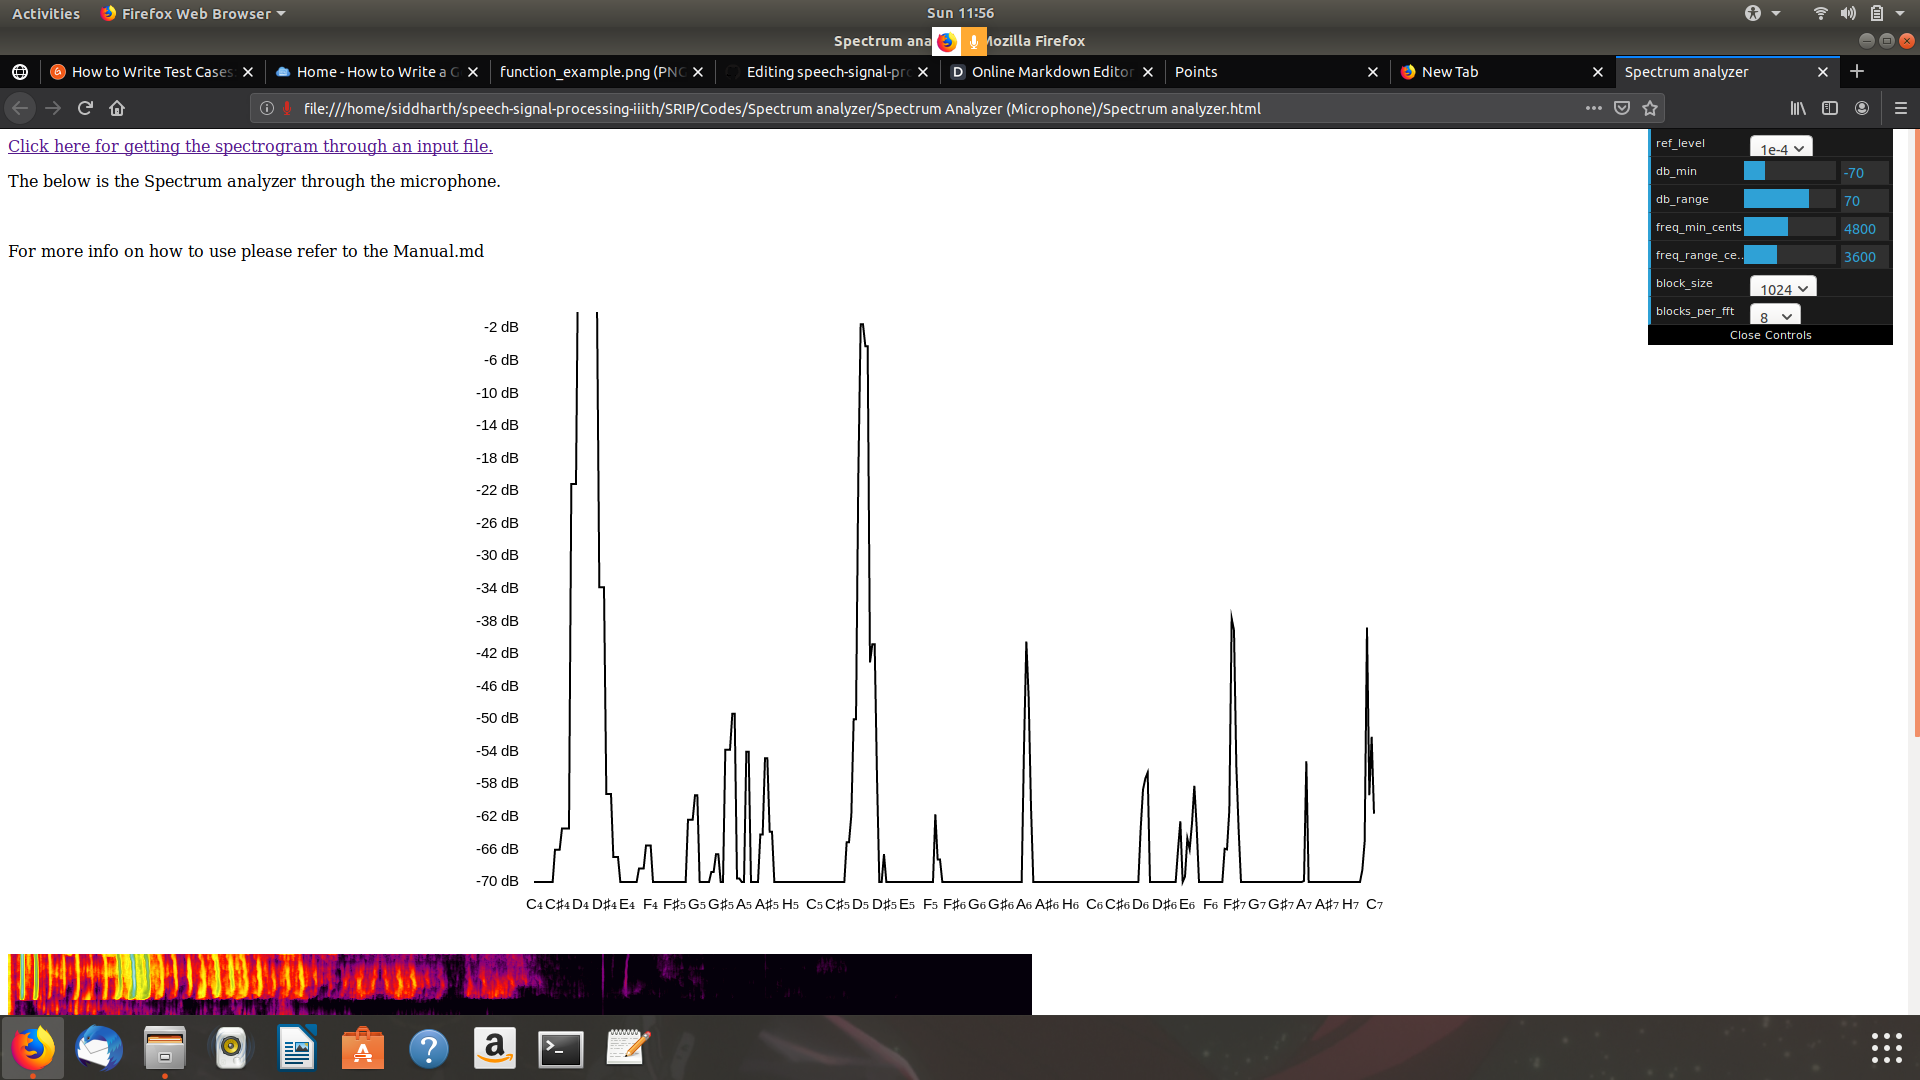 Activities Firefox Web Browser Sun 11:56
Spectrum ana Mozilla Firefox
How to Write Test Cases Home - How to Write a G function_example.png (PNG Editing speech-signal-pro Online Markdown Editor Points New Tab Spectrum analyzer
file:///home/siddharth/speech-signal-processing-iiith/SRIP/Codes/Spectrum analyzer/Spectrum Analyzer (Microphone)/Spectrum analyzer.html
Click here for getting the spectrogram through an input file.
The below is the Spectrum analyzer through the microphone.
For more info on how to use please refer to the Manual.md
ref_level 1e-4
db_min -70
db_range 70
freq_min_cents 4800
freq_range_ce... 3600
block_size 1024
blocks_per_fft 8
Close Controls
-2 dB
-6 dB
-10 dB
-14 dB
-18 dB
-22 dB
-26 dB
-30 dB
-34 dB
-38 dB
-42 dB
-46 dB
-50 dB
-54 dB
-58 dB
-62 dB
-66 dB
-70 dB
C₄ C♯₄ D₄ D♯₄ E₄ F₄ F♯₅ G₅ G♯₅ A₅ A♯₅ H₅ C₅ C♯₅ D₅ D♯₅ E₅ F₅ F♯₆ G₆ G♯₆ A₆ A♯₆ H₆ C₆ C♯₆ D₆ D♯₆ E₆ F₆ F♯₇ G₇ G♯₇ A₇ A♯₇ H₇ C₇
a
>_